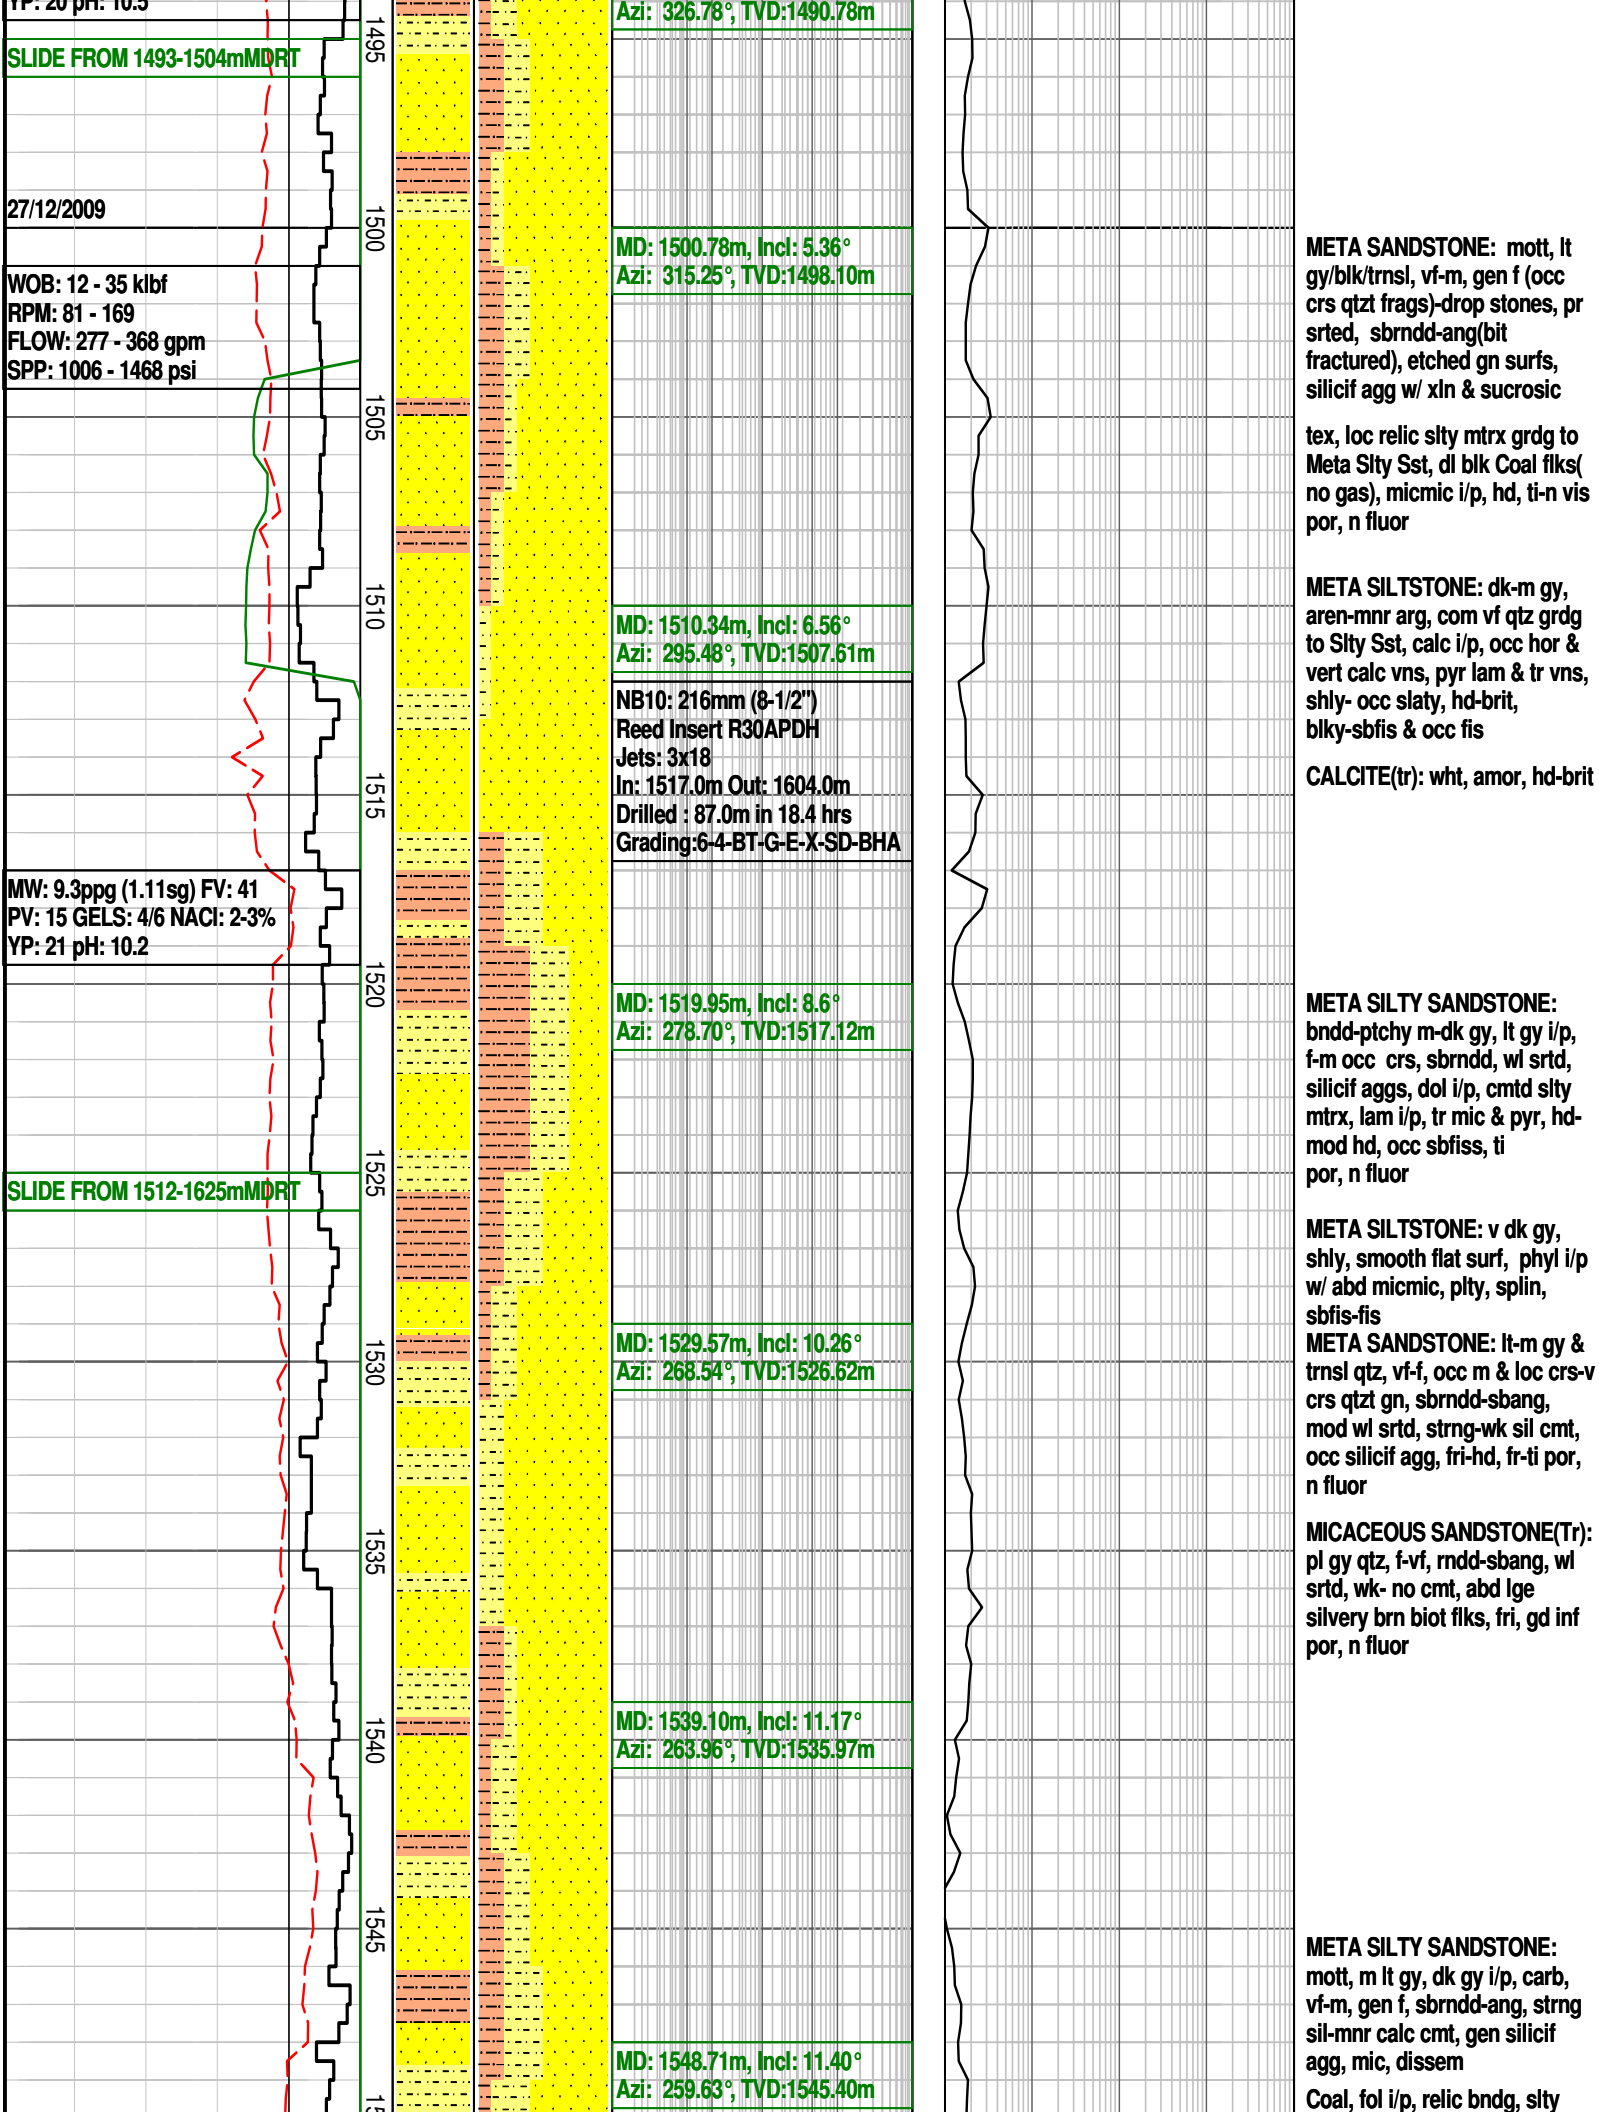 YP: 20 pH: 10.5
SLIDE FROM 1493-1504mMDRT
27/12/2009
WOB: 12 - 35 klbf
RPM: 81 - 169
FLOW: 277 - 368 gpm
SPP: 1006 - 1468 psi
MW: 9.3ppg (1.11sg) FV: 41
PV: 15 GELS: 4/6 NACl: 2-3%
YP: 21 pH: 10.2
SLIDE FROM 1512-1625mMDRT
1495
1500
1505
1510
1515
1520
1525
1530
1535
1540
1545
Azi: 326.78°, TVD:1490.78m
MD: 1500.78m, Incl: 5.36°
Azi: 315.25°, TVD:1498.10m
MD: 1510.34m, Incl: 6.56°
Azi: 295.48°, TVD:1507.61m
NB10: 216mm (8-1/2")
Reed Insert R30APDH
Jets: 3x18
In: 1517.0m Out: 1604.0m
Drilled : 87.0m in 18.4 hrs
Grading:6-4-BT-G-E-X-SD-BHA
MD: 1519.95m, Incl: 8.6°
Azi: 278.70°, TVD:1517.12m
MD: 1529.57m, Incl: 10.26°
Azi: 268.54°, TVD:1526.62m
MD: 1539.10m, Incl: 11.17°
Azi: 263.96°, TVD:1535.97m
MD: 1548.71m, Incl: 11.40°
Azi: 259.63°, TVD:1545.40m
META SANDSTONE: mott, lt
gy/blk/trnsl, vf-m, gen f (occ
crs qtzt frags)-drop stones, pr
srted, sbrndd-ang(bit
fractured), etched gn surfs,
silicif agg w/ xln & sucrosic
tex, loc relic slty mtrx grdg to
Meta Slty Sst, dl blk Coal flks(
no gas), micmic i/p, hd, ti-n vis
por, n fluor
META SILTSTONE: dk-m gy,
aren-mnr arg, com vf qtz grdg
to Slty Sst, calc i/p, occ hor &
vert calc vns, pyr lam & tr vns,
shly- occ slaty, hd-brit,
blky-sbfis & occ fis
CALCITE(tr): wht, amor, hd-brit
META SILTY SANDSTONE:
bndd-ptchy m-dk gy, lt gy i/p,
f-m occ crs, sbrndd, wl srtd,
silicif aggs, dol i/p, cmtd slty
mtrx, lam i/p, tr mic & pyr, hd-
mod hd, occ sbfiss, ti
por, n fluor
META SILTSTONE: v dk gy,
shly, smooth flat surf, phyl i/p
w/ abd micmic, plty, splin,
sbfis-fis
META SANDSTONE: lt-m gy &
trnsl qtz, vf-f, occ m & loc crs-v
crs qtzt gn, sbrndd-sbang,
mod wl srtd, strng-wk sil cmt,
occ silicif agg, fri-hd, fr-ti por,
n fluor
MICACEOUS SANDSTONE(Tr):
pl gy qtz, f-vf, rndd-sbang, wl
srtd, wk- no cmt, abd lge
silvery brn biot flks, fri, gd inf
por, n fluor
META SILTY SANDSTONE:
mott, m lt gy, dk gy i/p, carb,
vf-m, gen f, sbrndd-ang, strng
sil-mnr calc cmt, gen silicif
agg, mic, dissem
Coal, fol i/p, relic bndg, slty